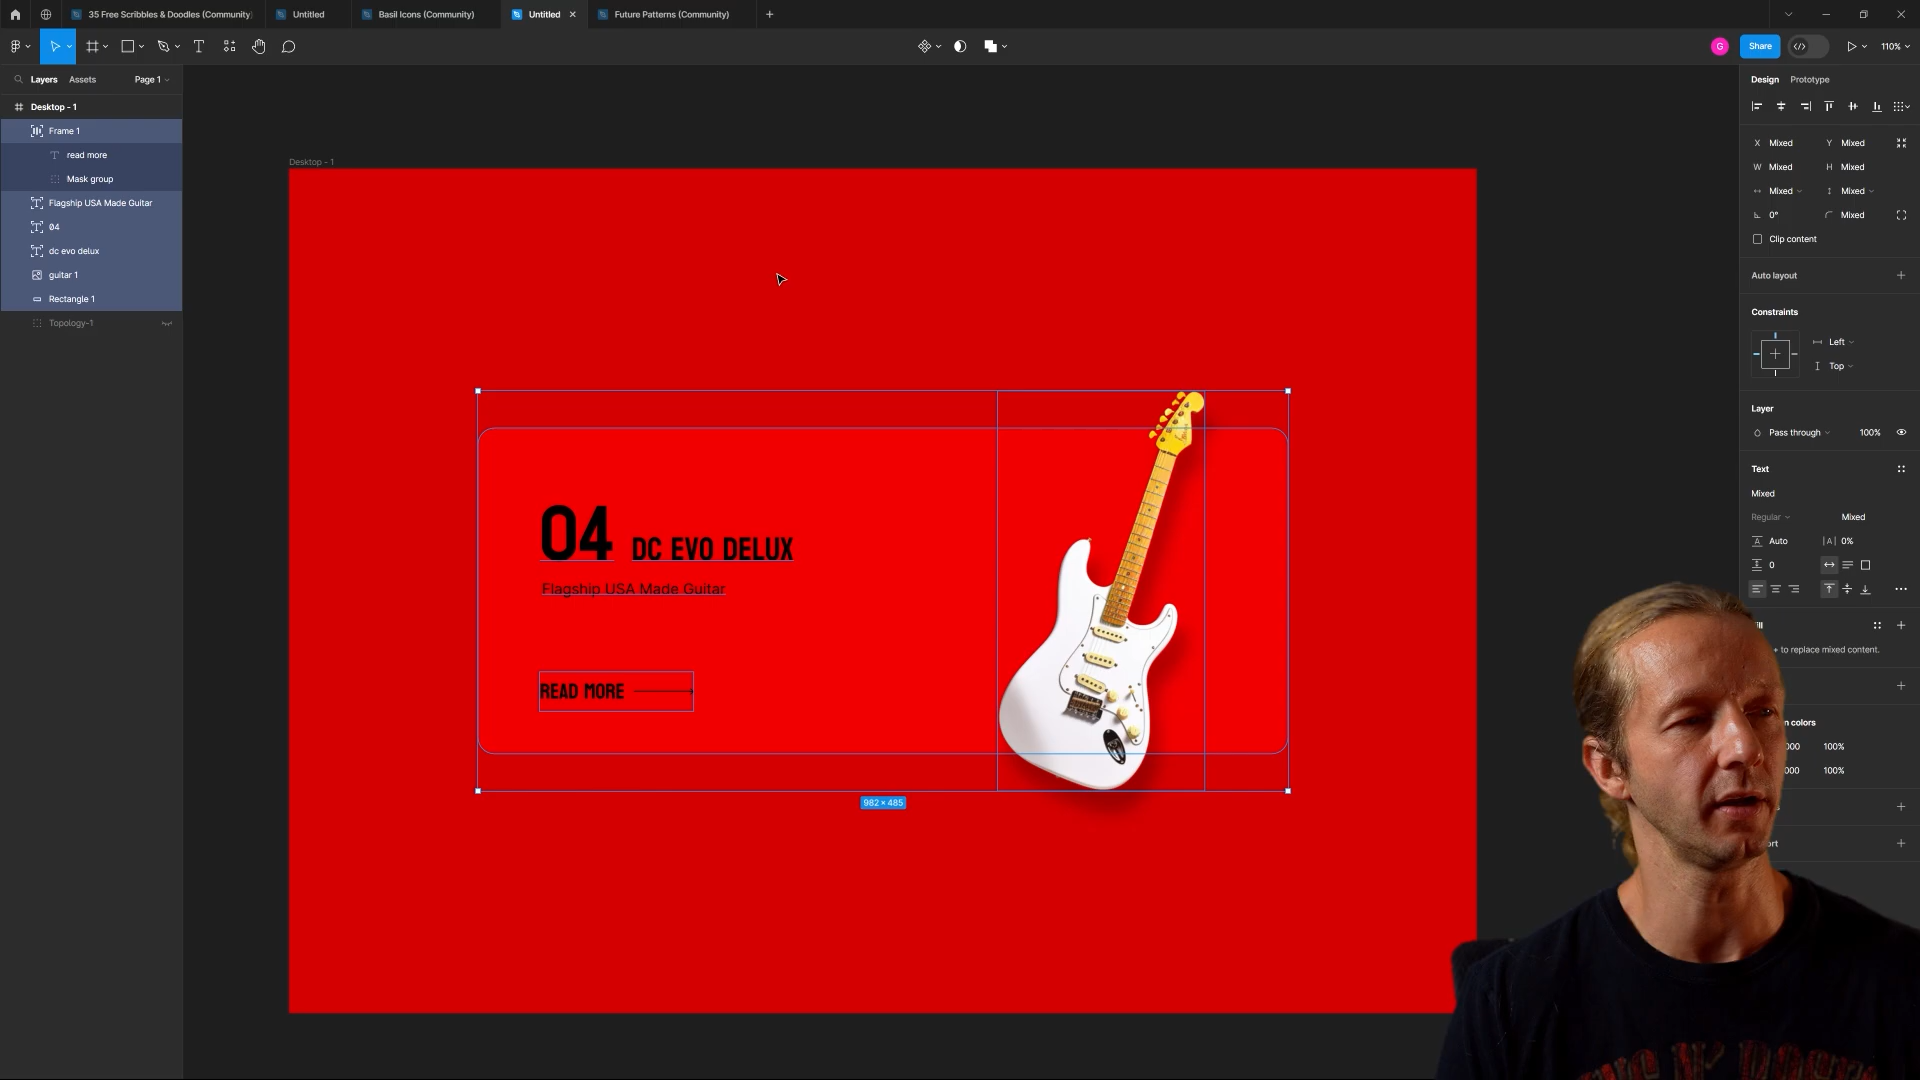 35 Free Scribbles & Doodles (Community)
Untitled
Basil Icons (Community)
Untitled
Future Patterns (Community)
G
Share
110%
Layers
Assets
Page 1
Desktop - 1
Frame 1
read more
Mask group
Flagship USA Made Guitar
04
dc evo delux
guitar 1
Rectangle 1
Topology-1
Desktop - 1
04 DC EVO DELUX
Flagship USA Made Guitar
READ MORE
982 × 485
Design
Prototype
X Mixed
Y Mixed
W Mixed
H Mixed
Mixed
Mixed
0°
Mixed
Clip content
Auto layout
Constraints
Left
Top
Layer
Pass through
100%
Text
Mixed
Regular
Mixed
Auto
0%
0
+ to replace mixed content.
colors
000 100%
000 100%